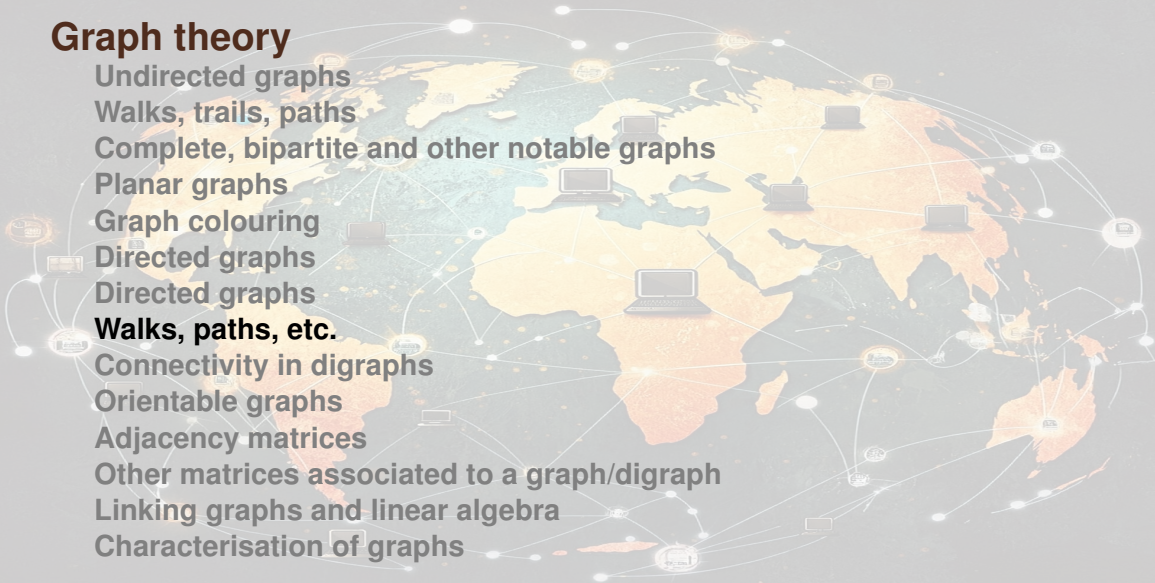 Graph theory
Undirected graphs
Walks, trails, paths
Complete, bipartite and other notable graphs
Planar graphs
Graph colouring
Directed graphs
Directed graphs
Walks, paths, etc.
Connectivity in digraphs
Orientable graphs
Adjacency matrices
Other matrices associated to a graph/digraph
Linking graphs and linear algebra
Characterisation of graphs